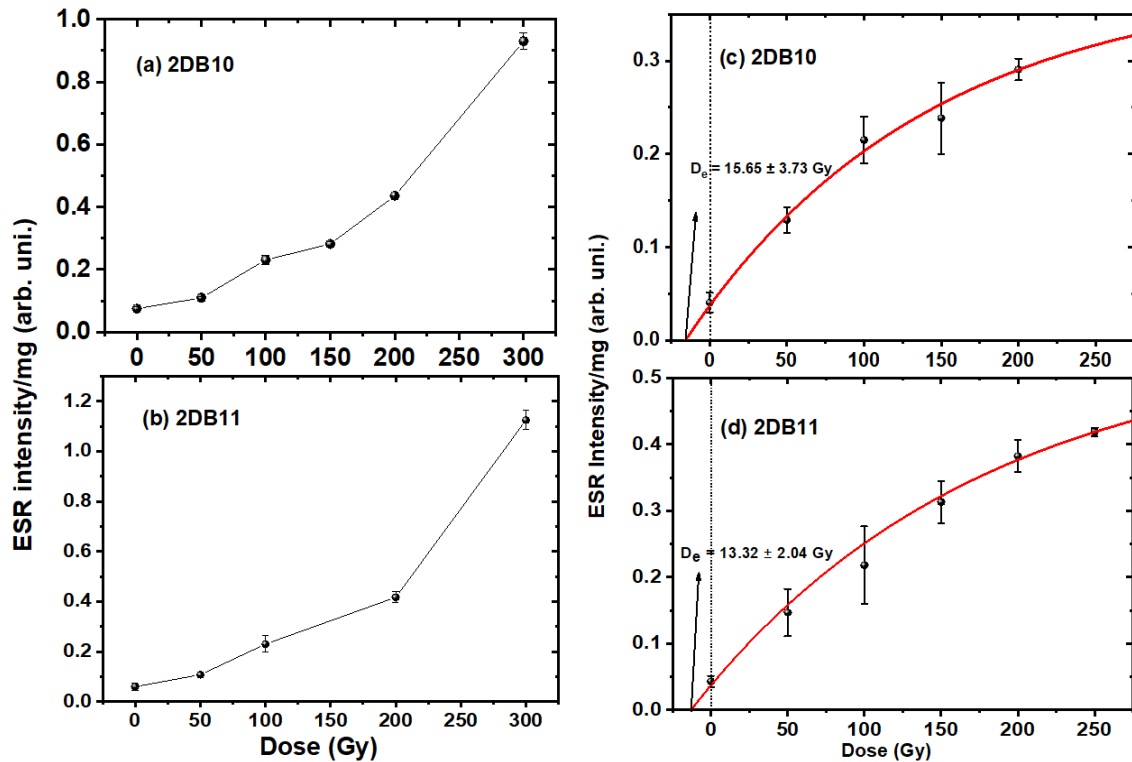 ESR intensity/mg (arb. uni.)
(a) 2DB10
1.0
0.8
0.6
0.4
0.2
0.0
0 50 100 150 200 250 300
(b) 2DB11
1.2
1.0
0.8
0.6
0.4
0.2
0.0
0 50 100 150 200 250 300
Dose (Gy)
ESR Intensity/mg (arb. uni.)
(c) 2DB10
0.3
0.2
0.1
0.0
De = 15.65 ± 3.73 Gy
0 50 100 150 200 250
(d) 2DB11
0.5
0.4
0.3
0.2
0.1
0.0
De = 13.32 ± 2.04 Gy
0 50 100 150 200 250
Dose (Gy)